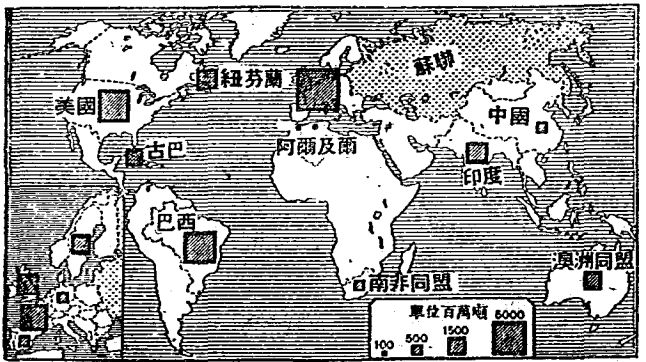 蘇聯
紐芬蘭
美國
中國
古巴
阿爾及爾
印度
巴西
澳洲同盟
南非同盟
單位百萬噸
100
500
1500
5000